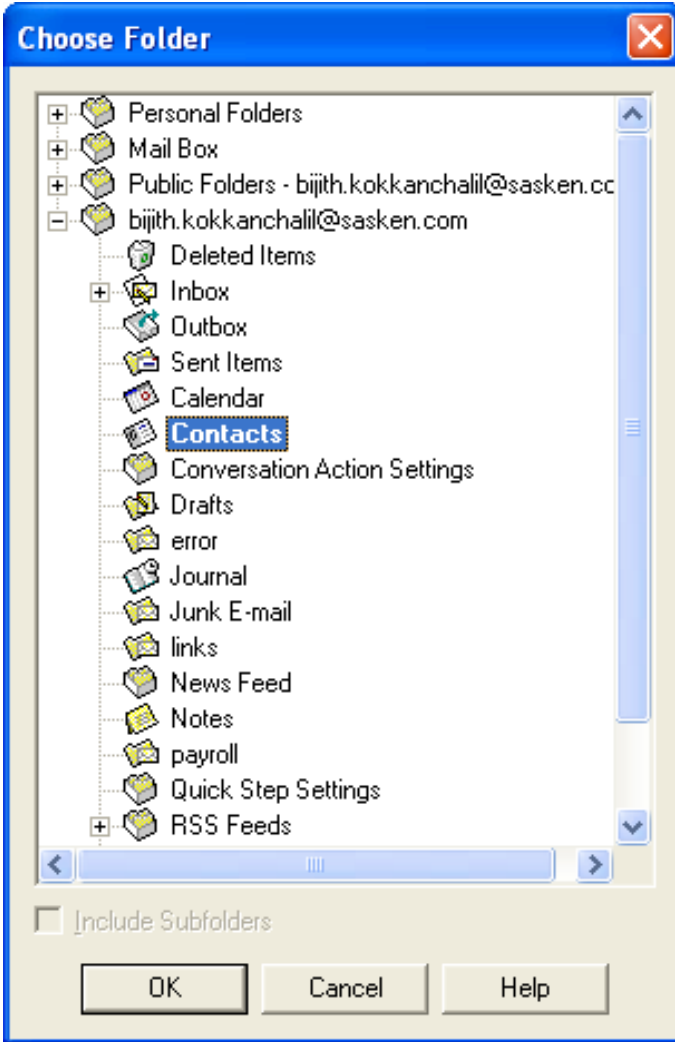 Choose Folder
Personal Folders
Mail Box
Public Folders - bijith.kokkanchalil@sasken.cc
bijith.kokkanchalil@sasken.com
Deleted Items
Inbox
Outbox
Sent Items
Calendar
Contacts
Conversation Action Settings
Drafts
error
Journal
Junk E-mail
links
News Feed
Notes
payroll
Quick Step Settings
RSS Feeds
Include Subfolders
OK Cancel Help